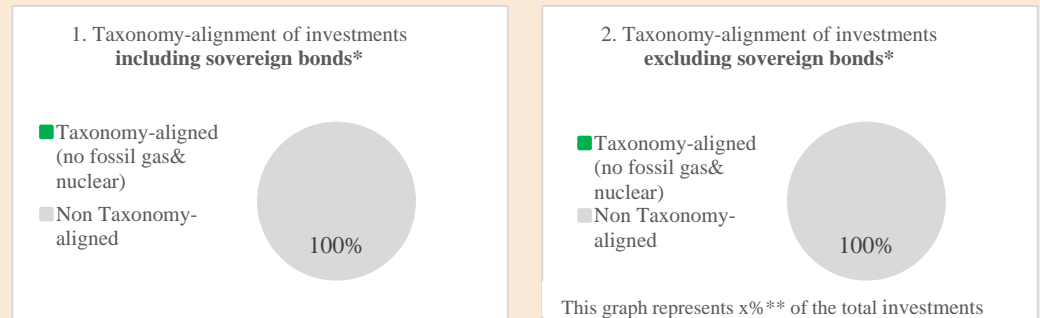 1. Taxonomy-alignment of investments
including sovereign bonds*
Taxonomy-aligned
(no fossil gas&
nuclear)
Non Taxonomy-
aligned
100%
2. Taxonomy-alignment of investments
excluding sovereign bonds*
Taxonomy-aligned
(no fossil gas&
nuclear)
Non Taxonomy-
aligned
100%
This graph represents x%** of the total investments